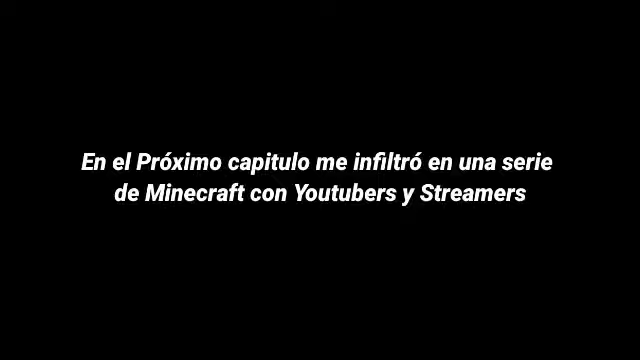 En el Próximo capitulo me infiltró en una serie
de Minecraft con Youtubers y Streamers